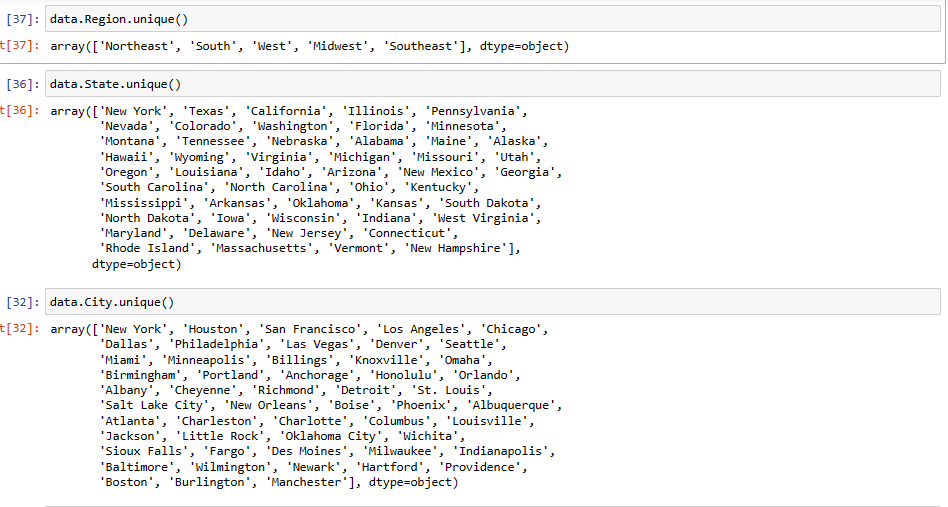 [37]: data.Region.unique()
t[37]: array(['Northeast', 'South', 'West', 'Midwest', 'Southeast'], dtype=object)
[36]: data.State.unique()
t[36]: array(['New York', 'Texas', 'California', 'Illinois', 'Pennsylvania',
'Nevada', 'Colorado', 'Washington', 'Florida', 'Minnesota',
'Montana', 'Tennessee', 'Nebraska', 'Alabama', 'Maine', 'Alaska',
'Hawaii', 'Wyoming', 'Virginia', 'Michigan', 'Missouri', 'Utah',
'Oregon', 'Louisiana', 'Idaho', 'Arizona', 'New Mexico', 'Georgia',
'South Carolina', 'North Carolina', 'Ohio', 'Kentucky',
'Mississippi', 'Arkansas', 'Oklahoma', 'Kansas', 'South Dakota',
'North Dakota', 'Iowa', 'Wisconsin', 'Indiana', 'West Virginia',
'Maryland', 'Delaware', 'New Jersey', 'Connecticut',
'Rhode Island', 'Massachusetts', 'Vermont', 'New Hampshire'],
dtype=object)
[32]: data.City.unique()
t[32]: array(['New York', 'Houston', 'San Francisco', 'Los Angeles', 'Chicago',
'Dallas', 'Philadelphia', 'Las Vegas', 'Denver', 'Seattle',
'Miami', 'Minneapolis', 'Billings', 'Knoxville', 'Omaha',
'Birmingham', 'Portland', 'Anchorage', 'Honolulu', 'Orlando',
'Albany', 'Cheyenne', 'Richmond', 'Detroit', 'St. Louis',
'Salt Lake City', 'New Orleans', 'Boise', 'Phoenix', 'Albuquerque',
'Atlanta', 'Charleston', 'Charlotte', 'Columbus', 'Louisville',
'Jackson', 'Little Rock', 'Oklahoma City', 'Wichita',
'Sioux Falls', 'Fargo', 'Des Moines', 'Milwaukee', 'Indianapolis',
'Baltimore', 'Wilmington', 'Newark', 'Hartford', 'Providence',
'Boston', 'Burlington', 'Manchester'], dtype=object)